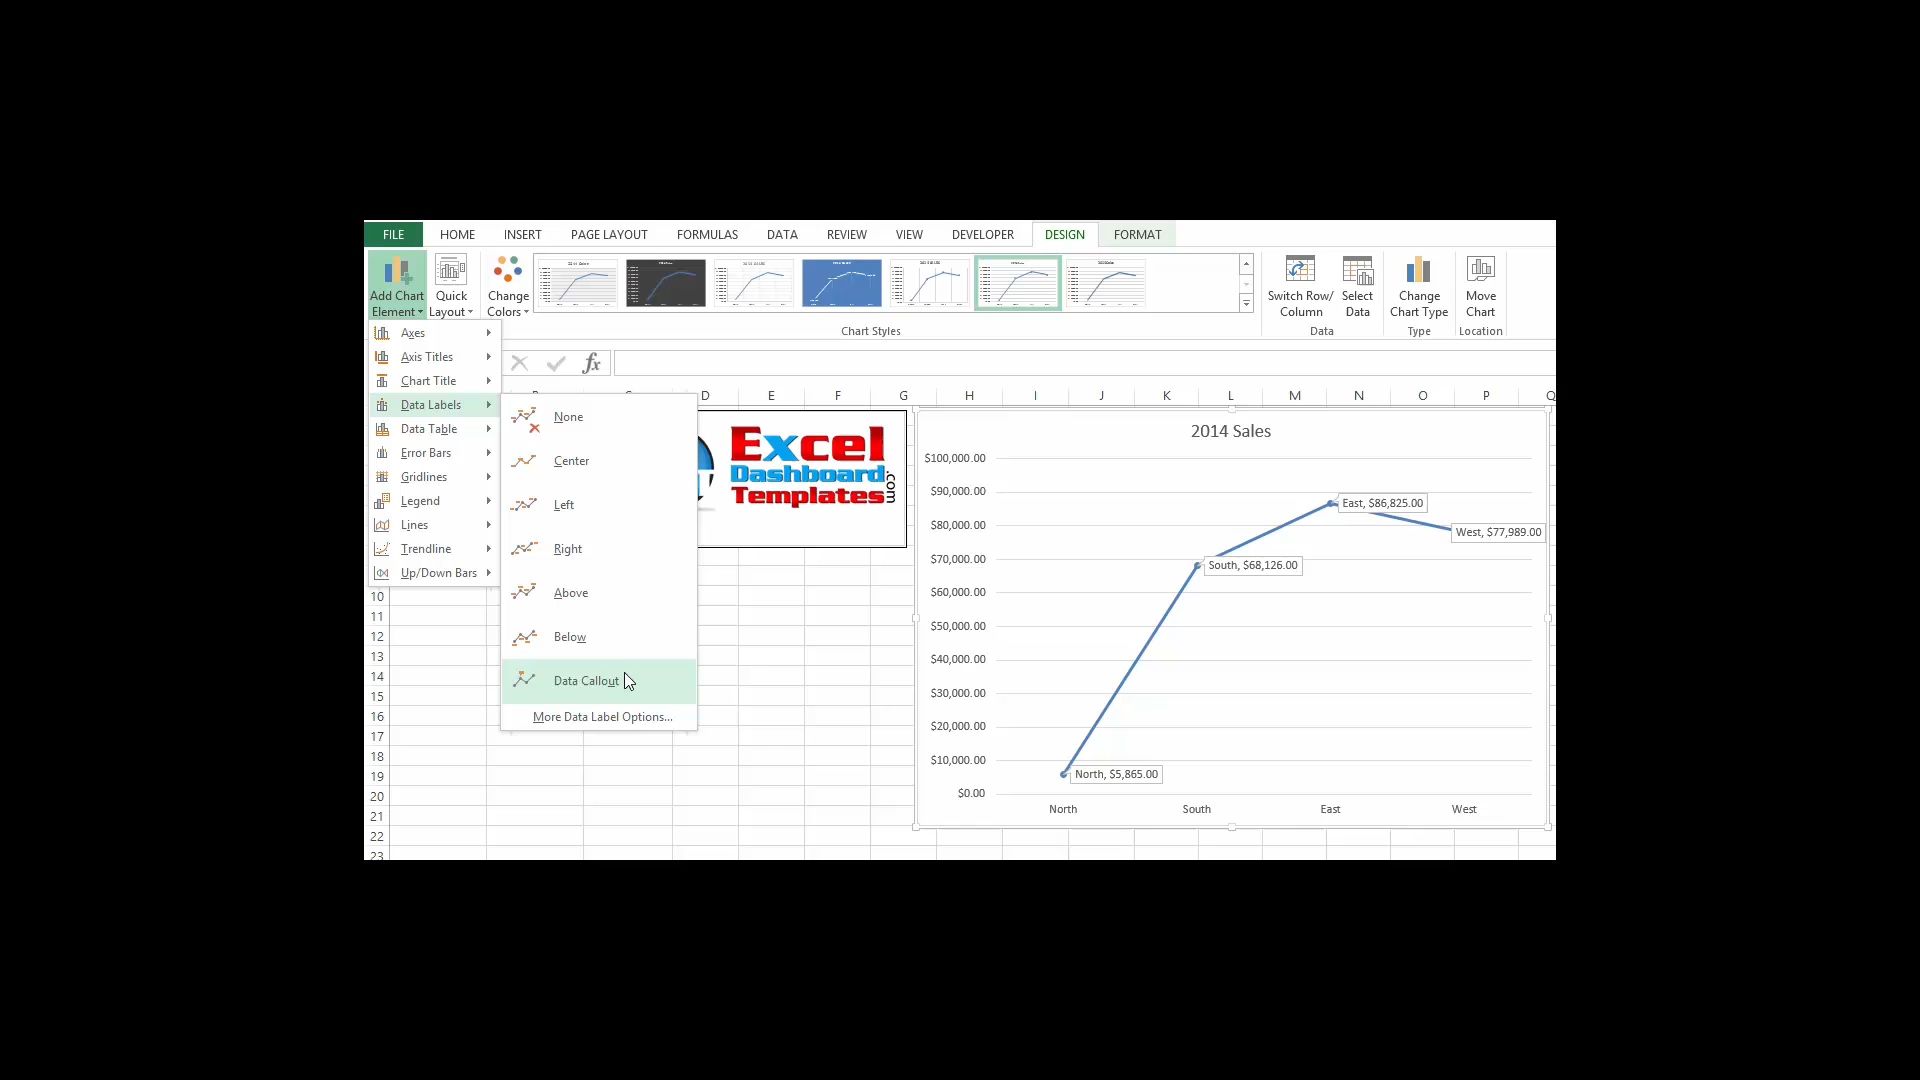 FILE HOME INSERT PAGE LAYOUT FORMULAS DATA REVIEW VIEW DEVELOPER DESIGN FORMAT
Add Chart Element
Quick Layout
Change Colors
Chart Styles
Switch Row/ Column
Select Data
Data
Change Chart Type
Type
Move Chart
Location
Axes
Axis Titles
Chart Title
Data Labels
Data Table
Error Bars
Gridlines
Legend
Lines
Trendline
Up/Down Bars
None
Center
Left
Right
Above
Below
Data Callout
More Data Label Options...
fx
D E F G H I J K L M N O P Q
Excel
Dashboard
Templates
.com
10
11
12
13
14
15
16
17
18
19
20
21
22
23
2014 Sales
$100,000.00
$90,000.00
$80,000.00
$70,000.00
$60,000.00
$50,000.00
$40,000.00
$30,000.00
$20,000.00
$10,000.00
$0.00
East, $86,825.00
West, $77,989.00
South, $68,126.00
North, $5,865.00
North South East West